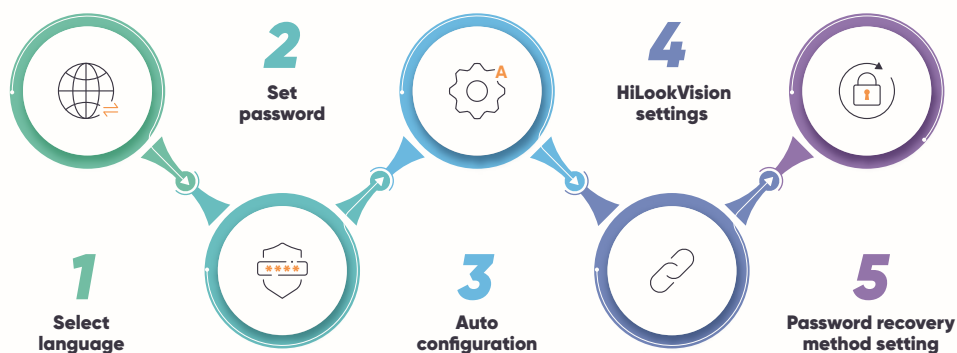 1
Select
language
2
Set
password
****
3
Auto
configuration
A
4
HiLookVision
settings
5
Password recovery
method setting